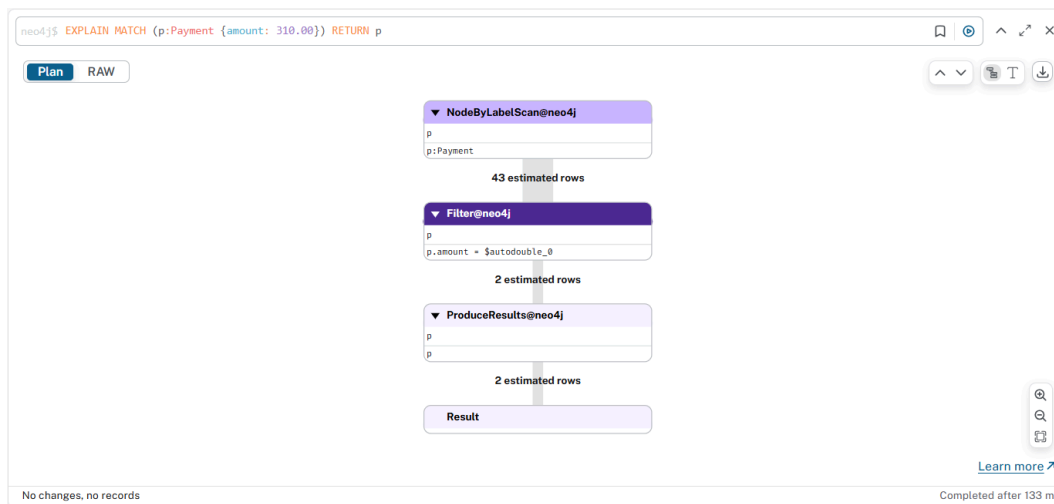 neo4j$ EXPLAIN MATCH (p:Payment {amount: 310.00}) RETURN p
Plan RAW
NodeByLabelScan@neo4j
p
p:Payment
43 estimated rows
Filter@neo4j
p
p.amount = $autodouble_0
2 estimated rows
ProduceResults@neo4j
p
p
2 estimated rows
Result
Learn more
No changes, no records
Completed after 133 m